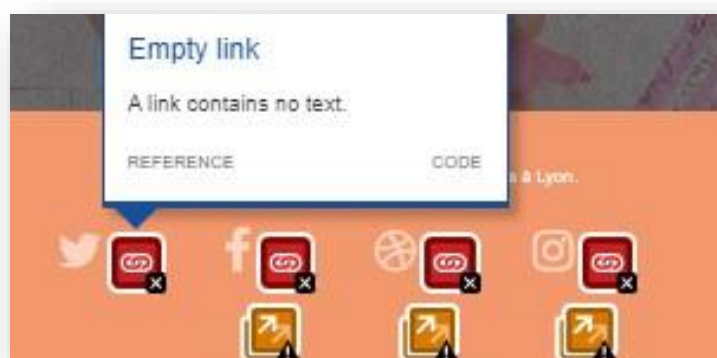 Empty link
A link contains no text.
REFERENCE CODE
à Lyon.